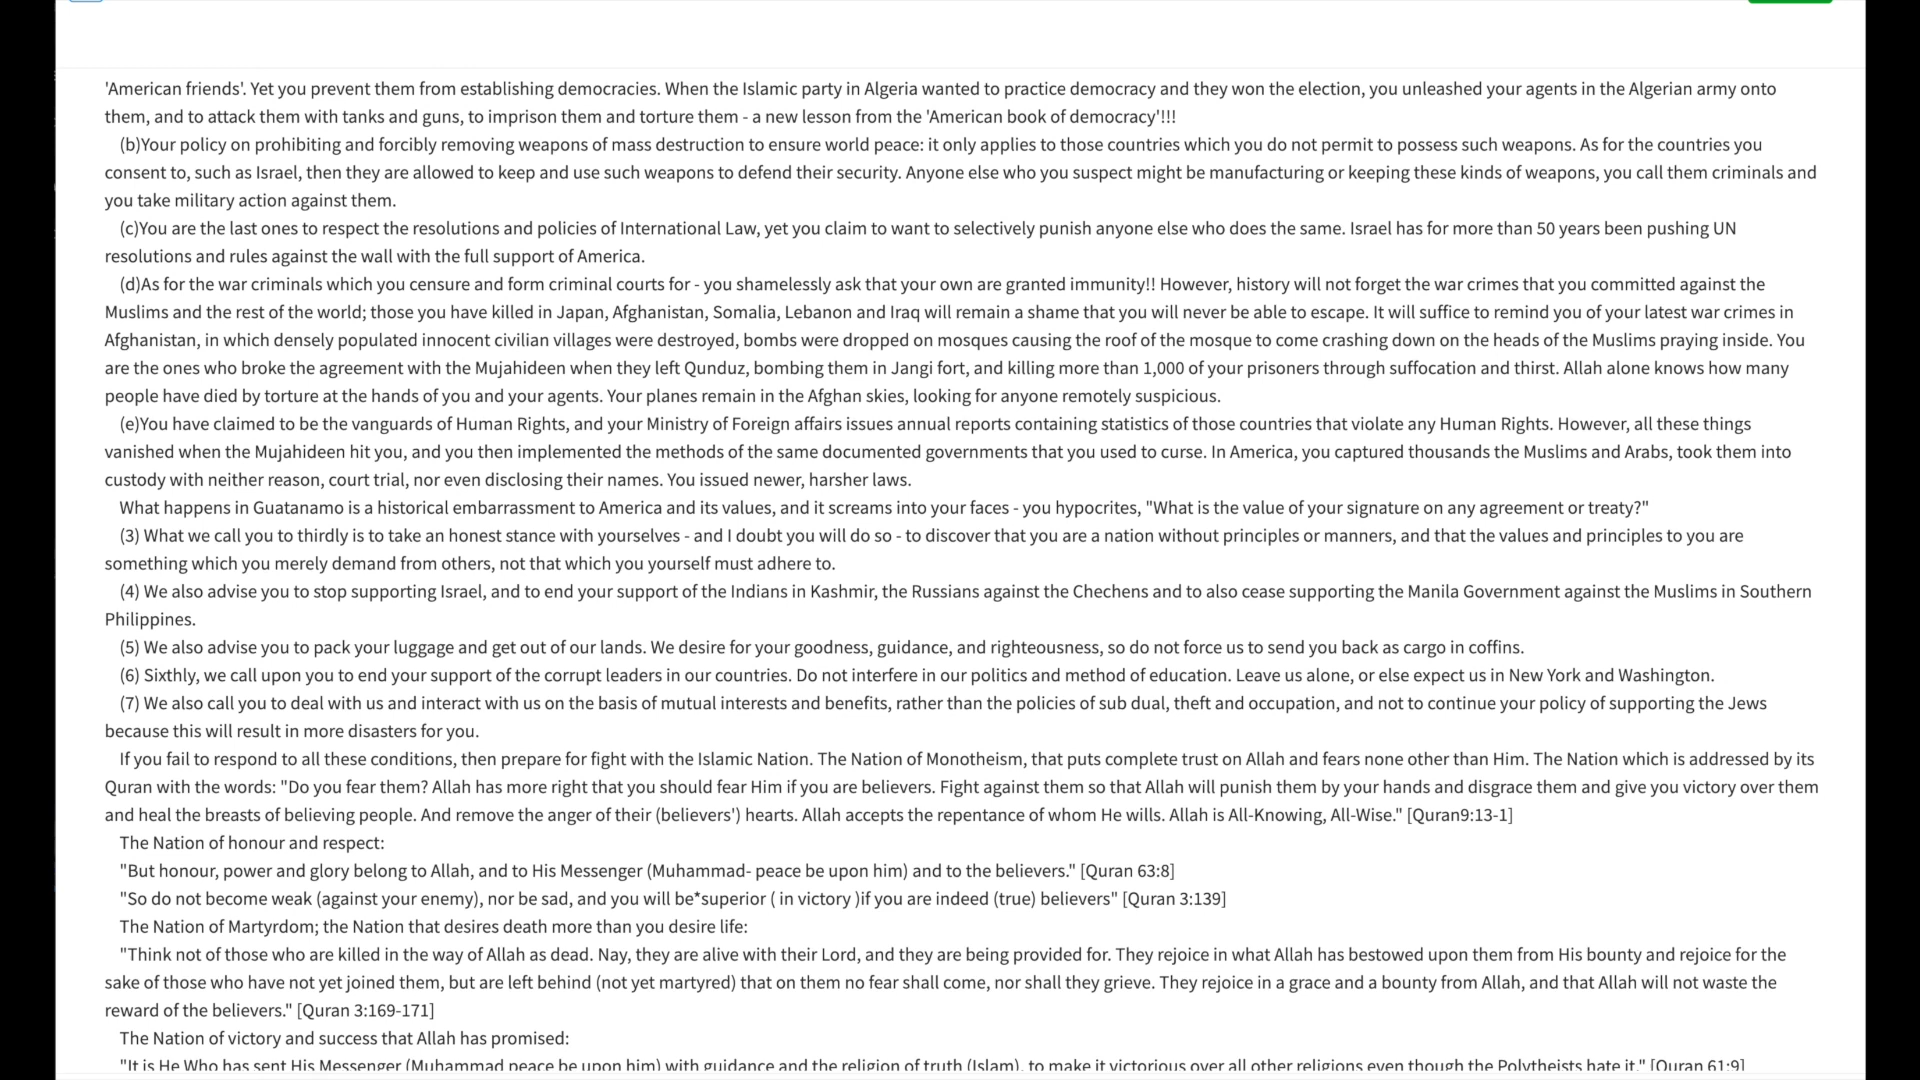 'American friends'. Yet you prevent them from establishing democracies. When the Islamic party in Algeria wanted to practice democracy and they won the election, you unleashed your agents in the Algerian army onto
them, and to attack them with tanks and guns, to imprison them and torture them - a new lesson from the 'American book of democracy'!!!
(b)Your policy on prohibiting and forcibly removing weapons of mass destruction to ensure world peace: it only applies to those countries which you do not permit to possess such weapons. As for the countries you
consent to, such as Israel, then they are allowed to keep and use such weapons to defend their security. Anyone else who you suspect might be manufacturing or keeping these kinds of weapons, you call them criminals and
you take military action against them.
(c)You are the last ones to respect the resolutions and policies of International Law, yet you claim to want to selectively punish anyone else who does the same. Israel has for more than 50 years been pushing UN
resolutions and rules against the wall with the full support of America.
(d)As for the war criminals which you censure and form criminal courts for - you shamelessly ask that your own are granted immunity!! However, history will not forget the war crimes that you committed against the
Muslims and the rest of the world; those you have killed in Japan, Afghanistan, Somalia, Lebanon and Iraq will remain a shame that you will never be able to escape. It will suffice to remind you of your latest war crimes in
Afghanistan, in which densely populated innocent civilian villages were destroyed, bombs were dropped on mosques causing the roof of the mosque to come crashing down on the heads of the Muslims praying inside. You
are the ones who broke the agreement with the Mujahideen when they left Qunduz, bombing them in Jangi fort, and killing more than 1,000 of your prisoners through suffocation and thirst. Allah alone knows how many
people have died by torture at the hands of you and your agents. Your planes remain in the Afghan skies, looking for anyone remotely suspicious.
(e)You have claimed to be the vanguards of Human Rights, and your Ministry of Foreign affairs issues annual reports containing statistics of those countries that violate any Human Rights. However, all these things
vanished when the Mujahideen hit you, and you then implemented the methods of the same documented governments that you used to curse. In America, you captured thousands the Muslims and Arabs, took them into
custody with neither reason, court trial, nor even disclosing their names. You issued newer, harsher laws.
What happens in Guatanamo is a historical embarrassment to America and its values, and it screams into your faces - you hypocrites, "What is the value of your signature on any agreement or treaty?"
(3) What we call you to thirdly is to take an honest stance with yourselves - and I doubt you will do so - to discover that you are a nation without principles or manners, and that the values and principles to you are
something which you merely demand from others, not that which you yourself must adhere to.
(4) We also advise you to stop supporting Israel, and to end your support of the Indians in Kashmir, the Russians against the Chechens and to also cease supporting the Manila Government against the Muslims in Southern
Philippines.
(5) We also advise you to pack your luggage and get out of our lands. We desire for your goodness, guidance, and righteousness, so do not force us to send you back as cargo in coffins.
(6) Sixthly, we call upon you to end your support of the corrupt leaders in our countries. Do not interfere in our politics and method of education. Leave us alone, or else expect us in New York and Washington.
(7) We also call you to deal with us and interact with us on the basis of mutual interests and benefits, rather than the policies of sub dual, theft and occupation, and not to continue your policy of supporting the Jews
because this will result in more disasters for you.
If you fail to respond to all these conditions, then prepare for fight with the Islamic Nation. The Nation of Monotheism, that puts complete trust on Allah and fears none other than Him. The Nation which is addressed by its
Quran with the words: "Do you fear them? Allah has more right that you should fear Him if you are believers. Fight against them so that Allah will punish them by your hands and disgrace them and give you victory over them
and heal the breasts of believing people. And remove the anger of their (believers') hearts. Allah accepts the repentance of whom He wills. Allah is All-Knowing, All-Wise." [Quran9:13-1]
The Nation of honour and respect:
"But honour, power and glory belong to Allah, and to His Messenger (Muhammad- peace be upon him) and to the believers." [Quran 63:8]
"So do not become weak (against your enemy), nor be sad, and you will be*superior ( in victory )if you are indeed (true) believers" [Quran 3:139]
The Nation of Martyrdom; the Nation that desires death more than you desire life:
"Think not of those who are killed in the way of Allah as dead. Nay, they are alive with their Lord, and they are being provided for. They rejoice in what Allah has bestowed upon them from His bounty and rejoice for the
sake of those who have not yet joined them, but are left behind (not yet martyred) that on them no fear shall come, nor shall they grieve. They rejoice in a grace and a bounty from Allah, and that Allah will not waste the
reward of the believers." [Quran 3:169-171]
The Nation of victory and success that Allah has promised:
"It is He Who has sent His Messenger (Muhammad peace be upon him) with guidance and the religion of truth (Islam), to make it victorious over all other religions even though the Polytheists hate it." [Quran 61:9]